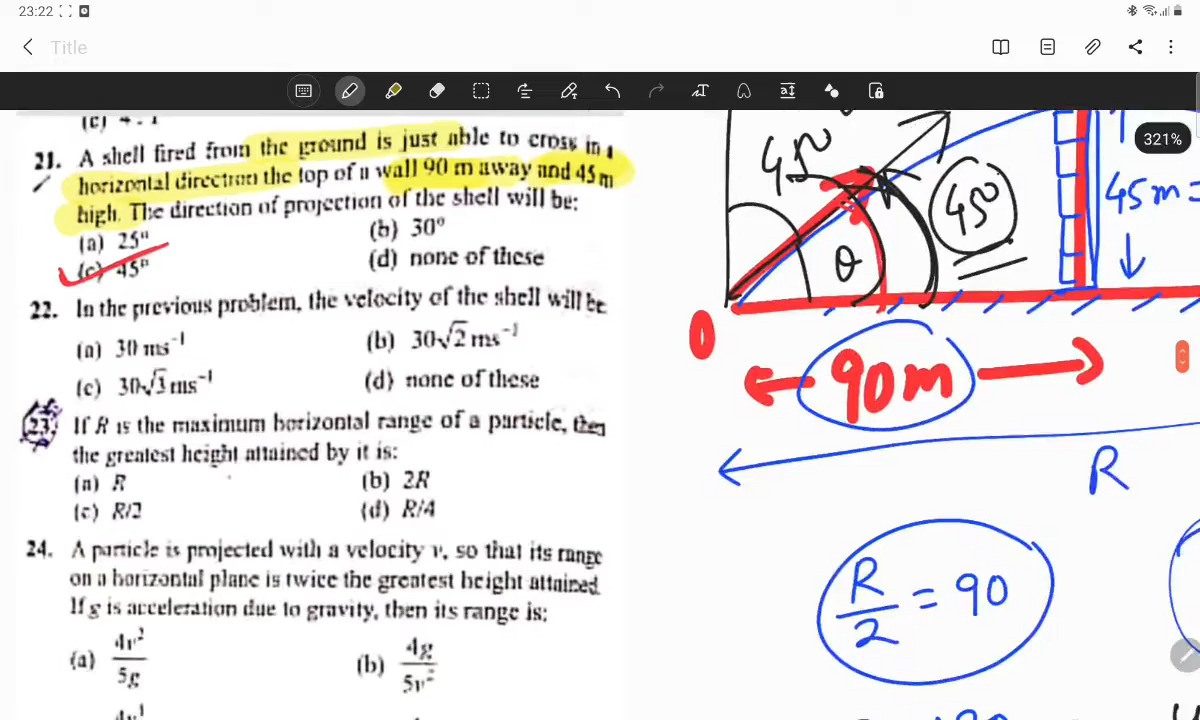 23:22
Title
321%
(c) 4 : 1
21. A shell fired from the ground is just able to cross in a
horizontal direction the top of a wall 90 m away and 45 m
high. The direction of projection of the shell will be:
(a) 25° (b) 30°
(c) 45° (d) none of these
22. In the previous problem, the velocity of the shell will be
(a) 30 ms⁻¹ (b) 30√2 ms⁻¹
(c) 30√3 ms⁻¹ (d) none of these
23. If R is the maximum horizontal range of a particle, then
the greatest height attained by it is:
(a) R (b) 2R
(c) R/2 (d) R/4
24. A particle is projected with a velocity v, so that its range
on a horizontal plane is twice the greatest height attained.
If g is acceleration due to gravity, then its range is:
(a) 4v²/5g (b) 4g/5v²
45°
45°
θ
45m=
O
90m
R
R/2 = 90